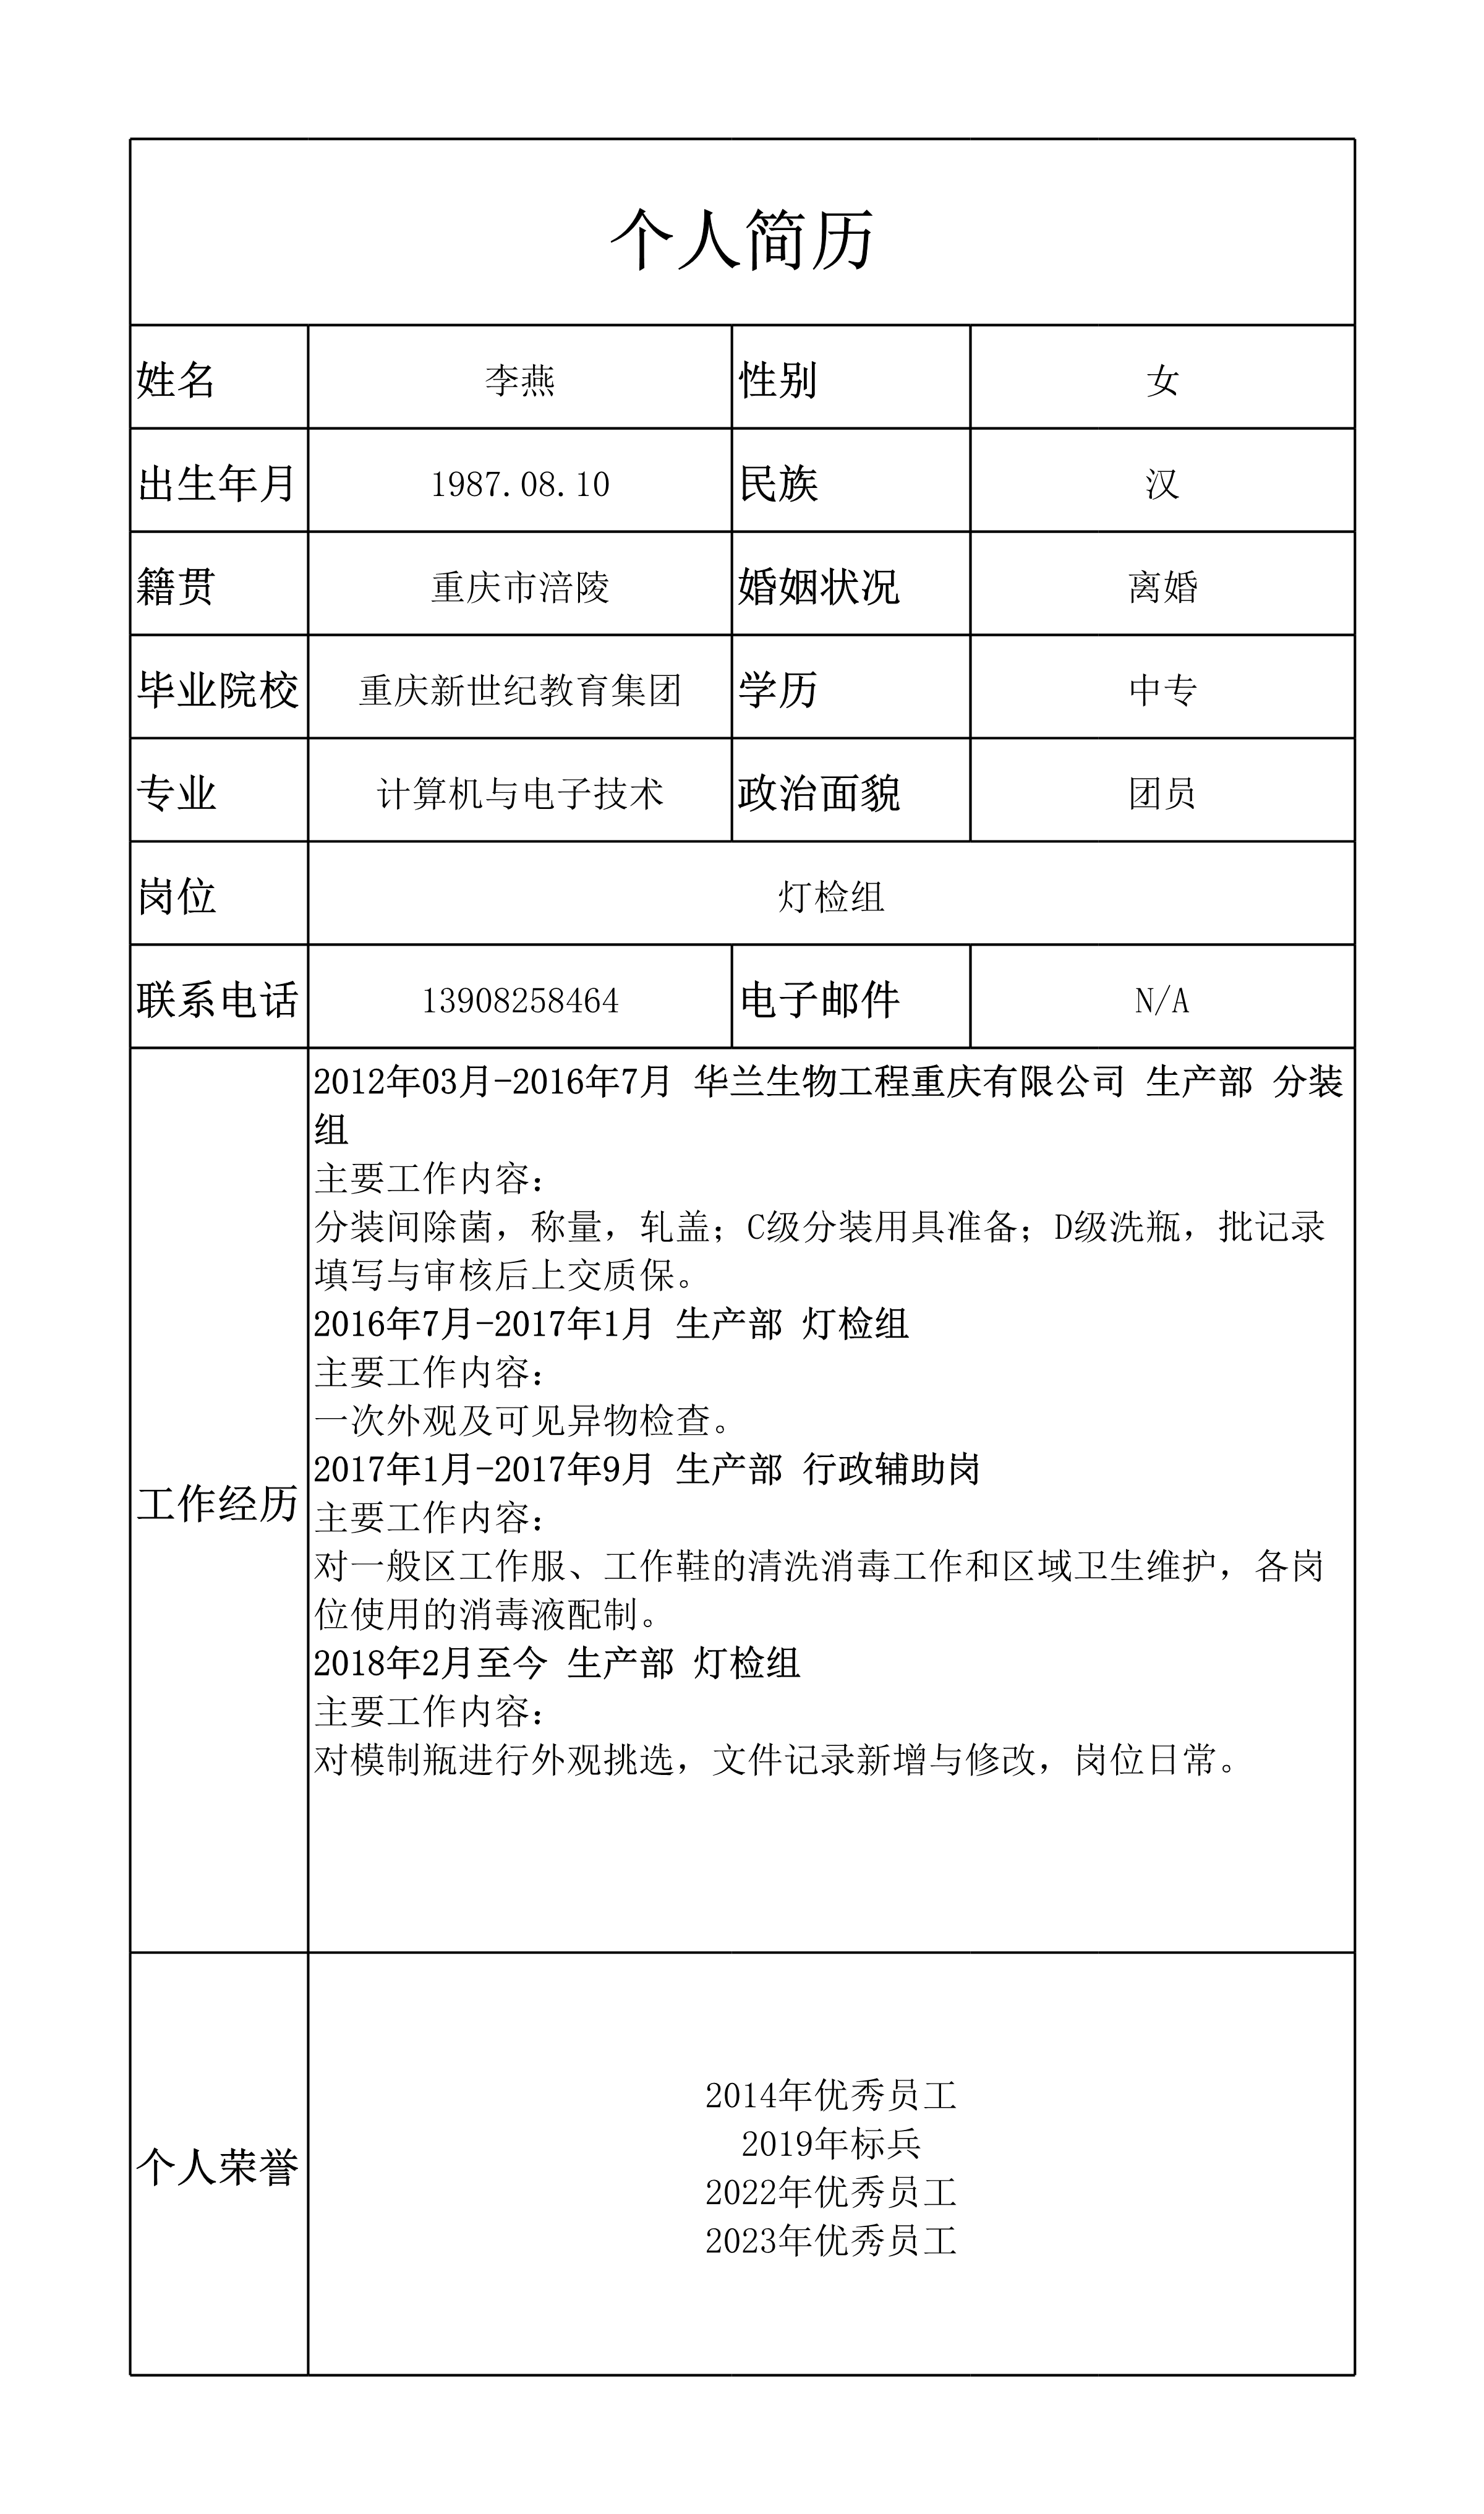 个人简历
姓名 李燕 性别 女
出生年月 1987.08.10 民族 汉
籍贯 重庆市涪陵 婚姻状况 离婚
毕业院校 重庆新世纪教育集团 学历 中专
专业 计算机与电子技术 政治面貌 团员
岗位 灯检组
联系电话 13908258464 电子邮件 N/A
工作经历
2012年03月-2016年7月 华兰生物工程重庆有限公司 生产部 分装
组
主要工作内容：
分装间除菌，称量，轧盖；C级分装用具准备；D级洗瓶，批记录
填写与审核后上交质保。
2016年7月-2017年1月 生产部 灯检组
主要工作内容：
一次外观及可见异物检查。
2017年1月-2017年9月 生产部 行政辅助岗
主要工作内容：
对一般区工作服、工作鞋的清洗消毒工作和区域卫生维护，各岗
位使用的消毒液配制。
2018年2月至今 生产部 灯检组
主要工作内容：
对模制瓶进行外观挑选，文件记录新增与修改，岗位日常。
个人荣誉
2014年优秀员工
2019年标兵
2022年优秀员工
2023年优秀员工